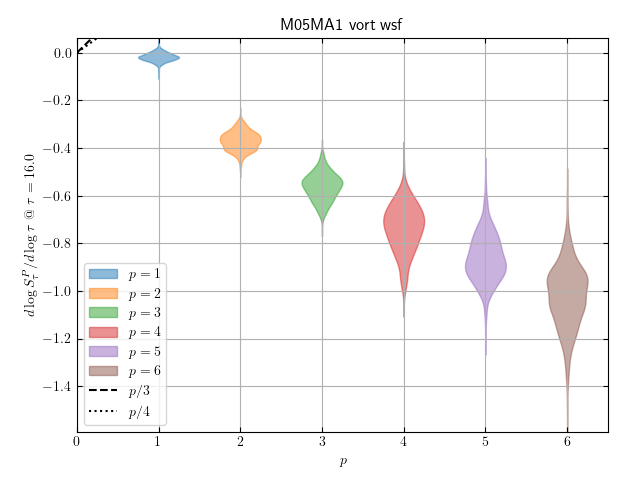 M05MA1 vort wsf
d log S_τ^P / d log τ @ τ = 16.0
0.0
−0.2
−0.4
−0.6
−0.8
−1.0
−1.2
−1.4
p = 1
p = 2
p = 3
p = 4
p = 5
p = 6
p/3
p/4
0 1 2 3 4 5 6
p